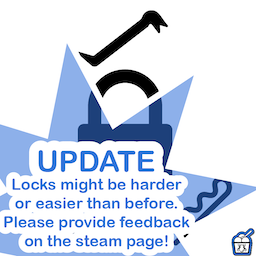 UPDATE
Locks might be harder
or easier than before.
Please provide feedback
on the steam page!